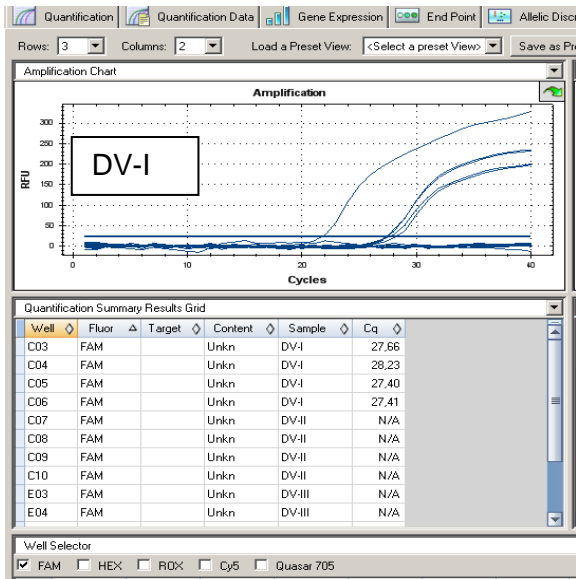 Quantification Quantification Data Gene Expression End Point Allelic Discr
Rows: 3 Columns: 2 Load a Preset View: <Select a preset View> Save as Pr
Amplification Chart
Amplification
300
250
200
150
100
50
0
RFU
DV-I
0 10 20 30 40
Cycles
Quantification Summary Results Grid
Well Fluor Target Content Sample Cq
C03 FAM Unkn DV-I 27,66
C04 FAM Unkn DV-I 28,23
C05 FAM Unkn DV-I 27,40
C06 FAM Unkn DV-I 27,41
C07 FAM Unkn DV-II N/A
C08 FAM Unkn DV-II N/A
C09 FAM Unkn DV-II N/A
C10 FAM Unkn DV-II N/A
E03 FAM Unkn DV-III N/A
E04 FAM Unkn DV-III N/A
Well Selector
FAM HEX ROX Cy5 Quasar 705